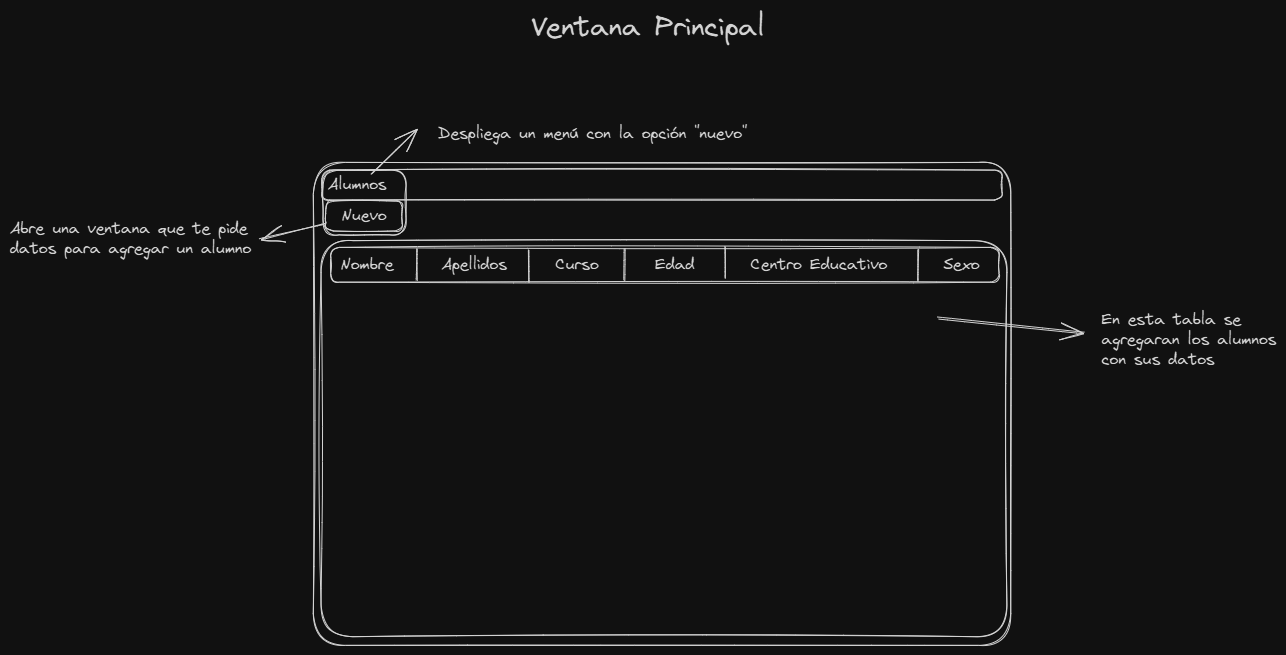 Ventana Principal
Despliega un menú con la opción "nuevo"
Alumnos
Nuevo
Abre una ventana que te pide
datos para agregar un alumno
Nombre Apellidos Curso Edad Centro Educativo Sexo
En esta tabla se
agregaran los alumnos
con sus datos